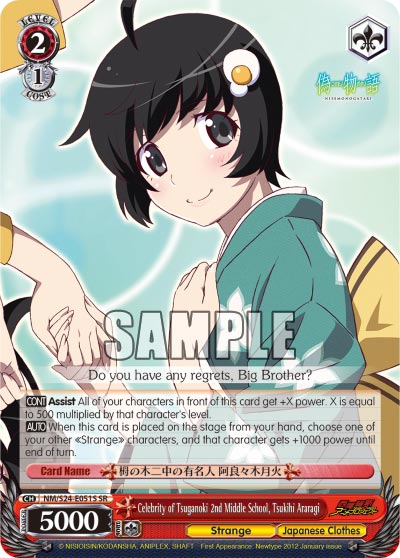 LEVEL
2
1
COST
偽物語
NISEMONOGATARI
SAMPLE
Do you have any regrets, Big Brother?
CONT Assist All of your characters in front of this card get +X power. X is equal
to 500 multiplied by that character's level.
AUTO When this card is placed on the stage from your hand, choose one of
your other «Strange» characters, and that character gets +1000 power until
end of turn.
Card Name 栂の木二中の有名人 阿良々木月火
CH NM/S24-E051S SR
Celebrity of Tsuganoki 2nd Middle School, Tsukihi Araragi
POWER 5000
Strange Japanese Clothes
© NISIOISIN/KODANSHA, ANIPLEX, SHAFT First Appearance: Newtype 2012 January issue